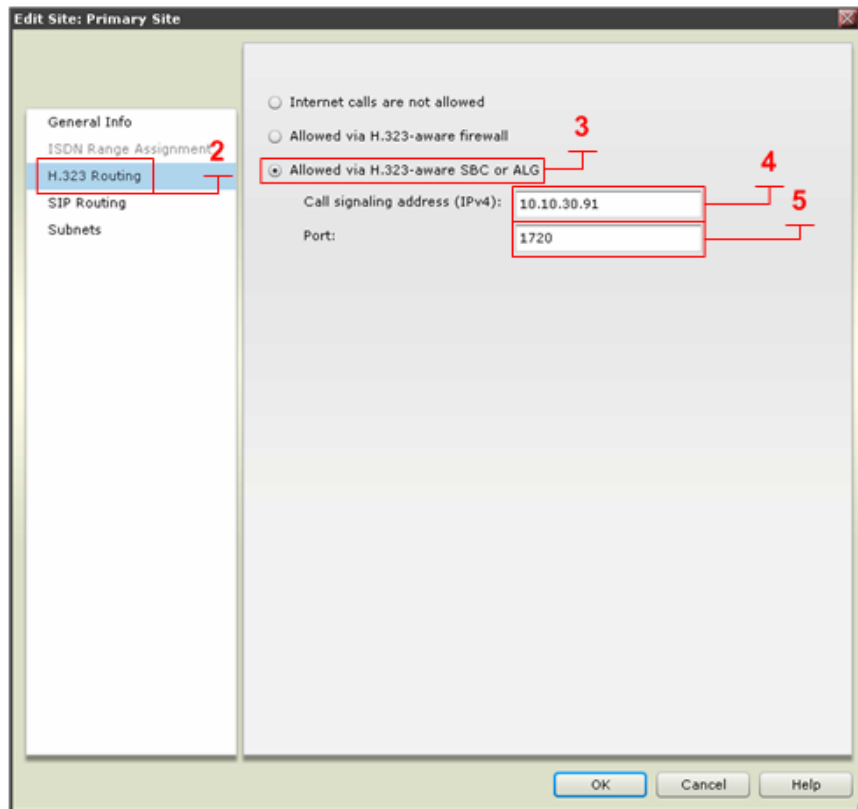 Edit Site: Primary Site
General Info
ISDN Range Assignment
2
H.323 Routing
SIP Routing
Subnets
Internet calls are not allowed
Allowed via H.323-aware firewall
3
Allowed via H.323-aware SBC or ALG
4
Call signaling address (IPv4): 10.10.30.91
5
Port: 1720
OK Cancel Help